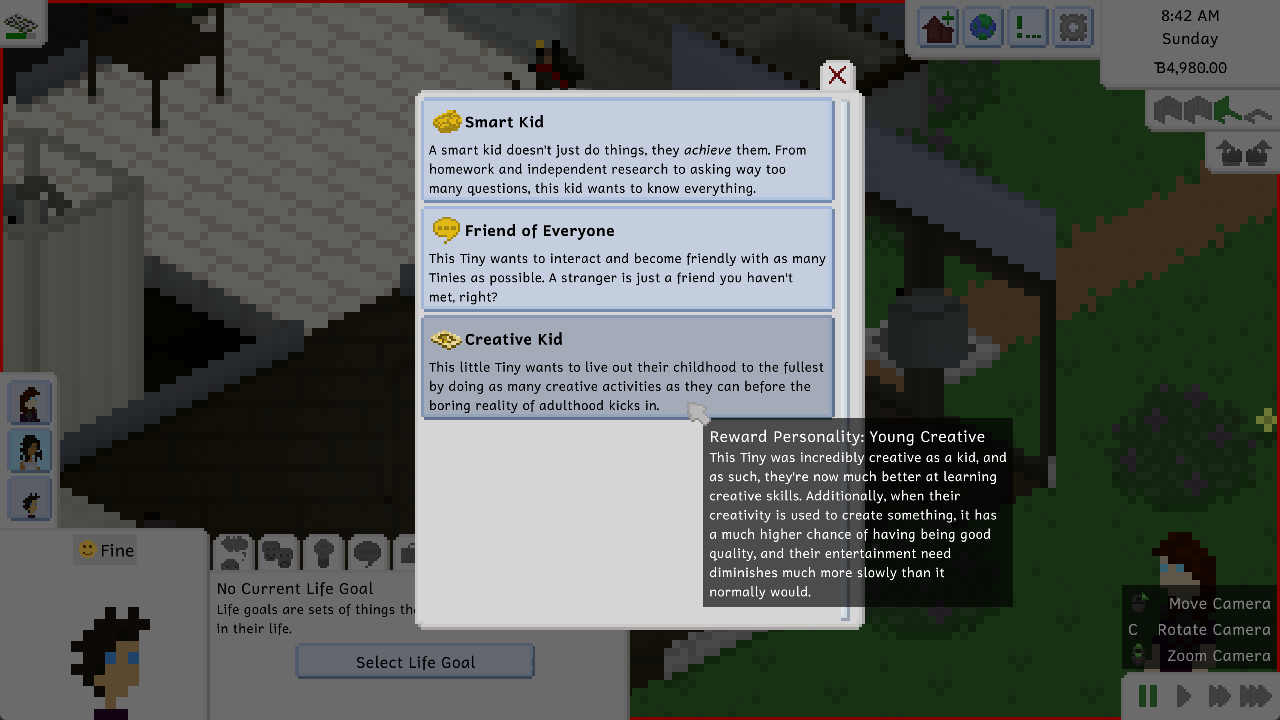 8:42 AM
Sunday
Ƀ4,980.00
Smart Kid
A smart kid doesn't just do things, they achieve them. From
homework and independent research to asking way too
many questions, this kid wants to know everything.
Friend of Everyone
This Tiny wants to interact and become friendly with as many
Tinies as possible. A stranger is just a friend you haven't
met, right?
Creative Kid
This little Tiny wants to live out their childhood to the fullest
by doing as many creative activities as they can before the
boring reality of adulthood kicks in.
Reward Personality: Young Creative
This Tiny was incredibly creative as a kid, and
as such, they're now much better at learning
creative skills. Additionally, when their
creativity is used to create something, it has
a much higher chance of having being good
quality, and their entertainment need
diminishes much more slowly than it
normally would.
Fine
No Current Life Goal
Life goals are sets of things the
in their life.
Select Life Goal
Move Camera
C Rotate Camera
Zoom Camera